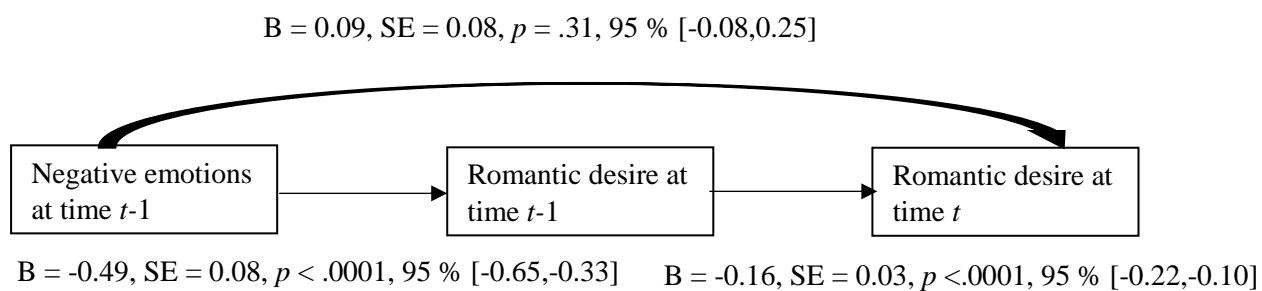 B = 0.09, SE = 0.08, p = .31, 95 % [-0.08,0.25]
Negative emotions
at time t-1
Romantic desire at
time t-1
Romantic desire at
time t
B = -0.49, SE = 0.08, p < .0001, 95 % [-0.65,-0.33]
B = -0.16, SE = 0.03, p <.0001, 95 % [-0.22,-0.10]